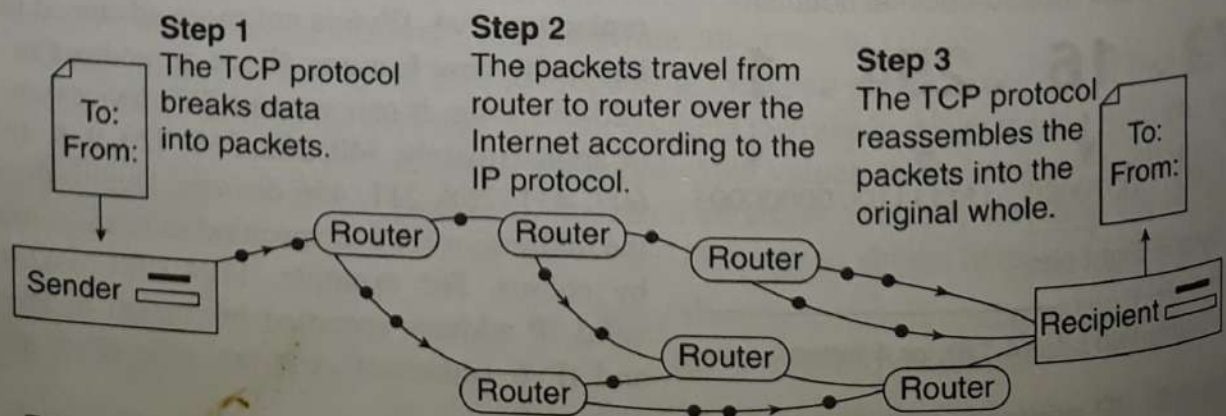 Step 1
The TCP protocol
breaks data
into packets.
To:
From:
Step 2
The packets travel from
router to router over the
Internet according to the
IP protocol.
Step 3
The TCP protocol
reassembles the
packets into the
original whole.
To:
From:
Sender
Router
Router
Router
Recipient
Router
Router
Router